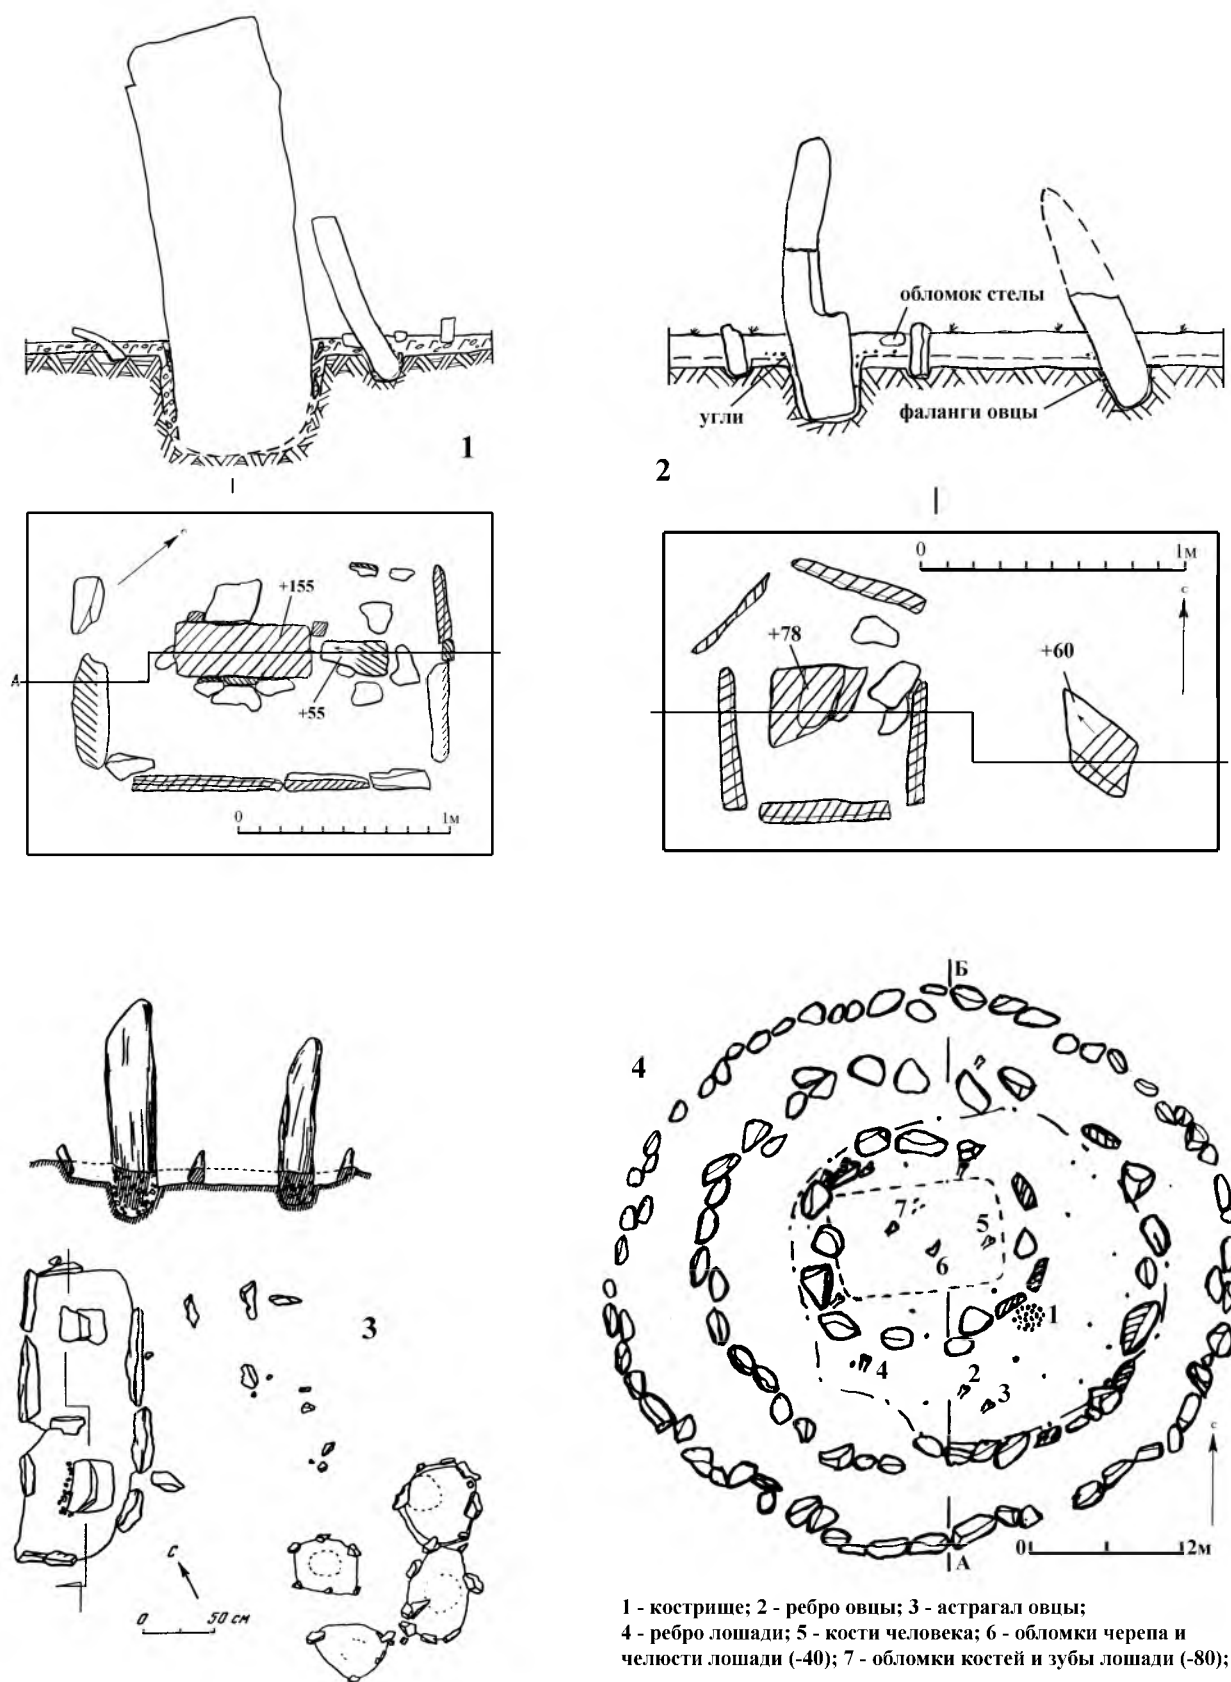 1
с
+155
А
+55
0 1м
обломок стелы
угли
фаланги овцы
2
0 1м
с
+78
+60
3
С
0 50 см
Б
4
7
5
6
1
4
2
3
с
0 12м
А
1 - кострище; 2 - ребро овцы; 3 - астрагал овцы;
4 - ребро лошади; 5 - кости человека; 6 - обломки черепа и
челюсти лошади (-40); 7 - обломки костей и зубы лошади (-80);